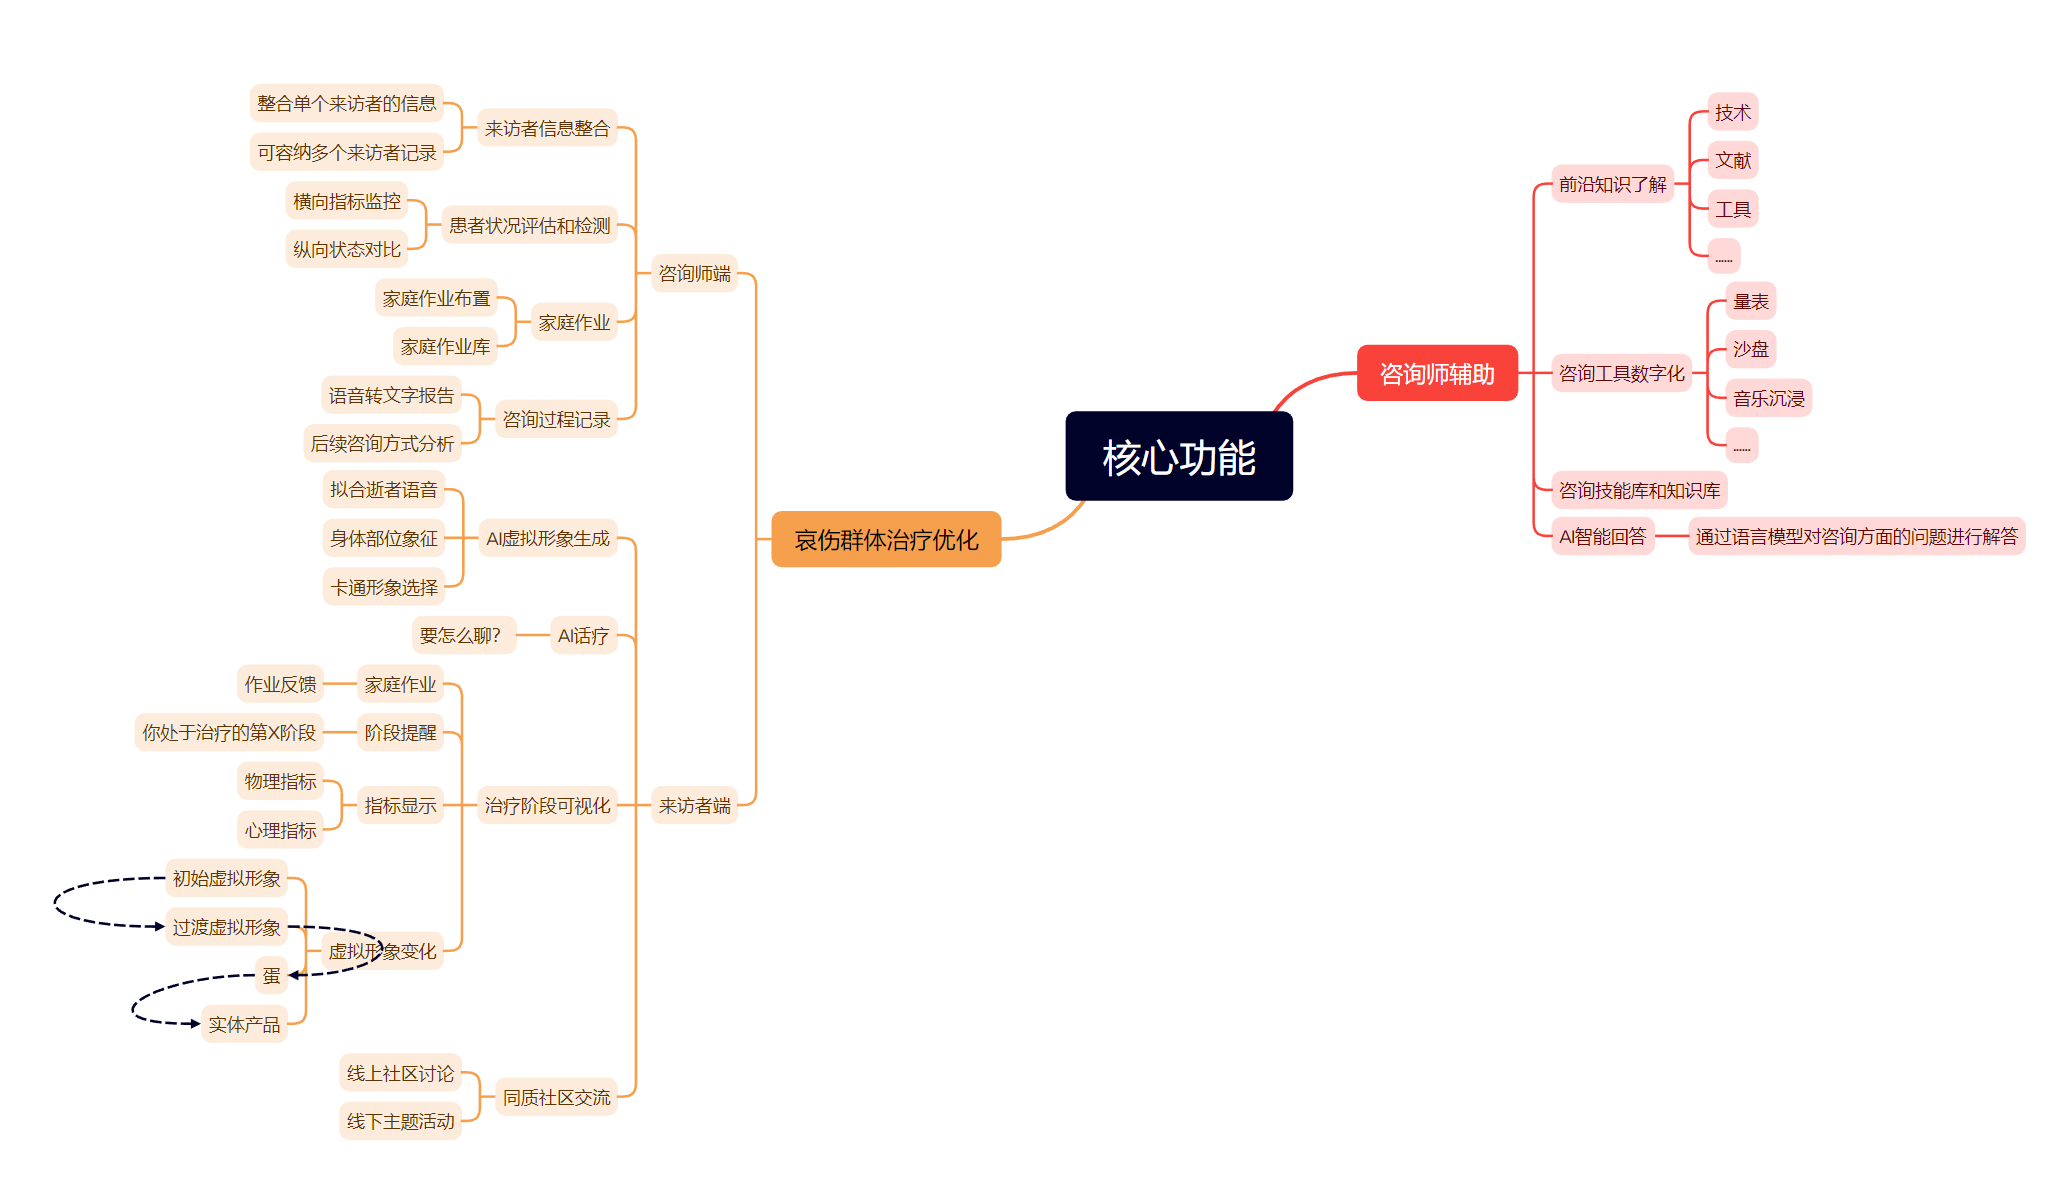 核心功能
咨询师辅助
前沿知识了解
技术
文献
工具
......
咨询工具数字化
量表
沙盘
音乐沉浸
......
咨询技能库和知识库
AI智能回答
通过语言模型对咨询方面的问题进行解答
哀伤群体治疗优化
咨询师端
来访者信息整合
整合单个来访者的信息
可容纳多个来访者记录
患者状况评估和检测
横向指标监控
纵向状态对比
家庭作业
家庭作业布置
家庭作业库
咨询过程记录
语音转文字报告
后续咨询方式分析
来访者端
AI虚拟形象生成
拟合逝者语音
身体部位象征
卡通形象选择
AI话疗
要怎么聊？
治疗阶段可视化
家庭作业
作业反馈
阶段提醒
你处于治疗的第X阶段
指标显示
物理指标
心理指标
虚拟形象变化
初始虚拟形象
过渡虚拟形象
蛋
实体产品
同质社区交流
线上社区讨论
线下主题活动